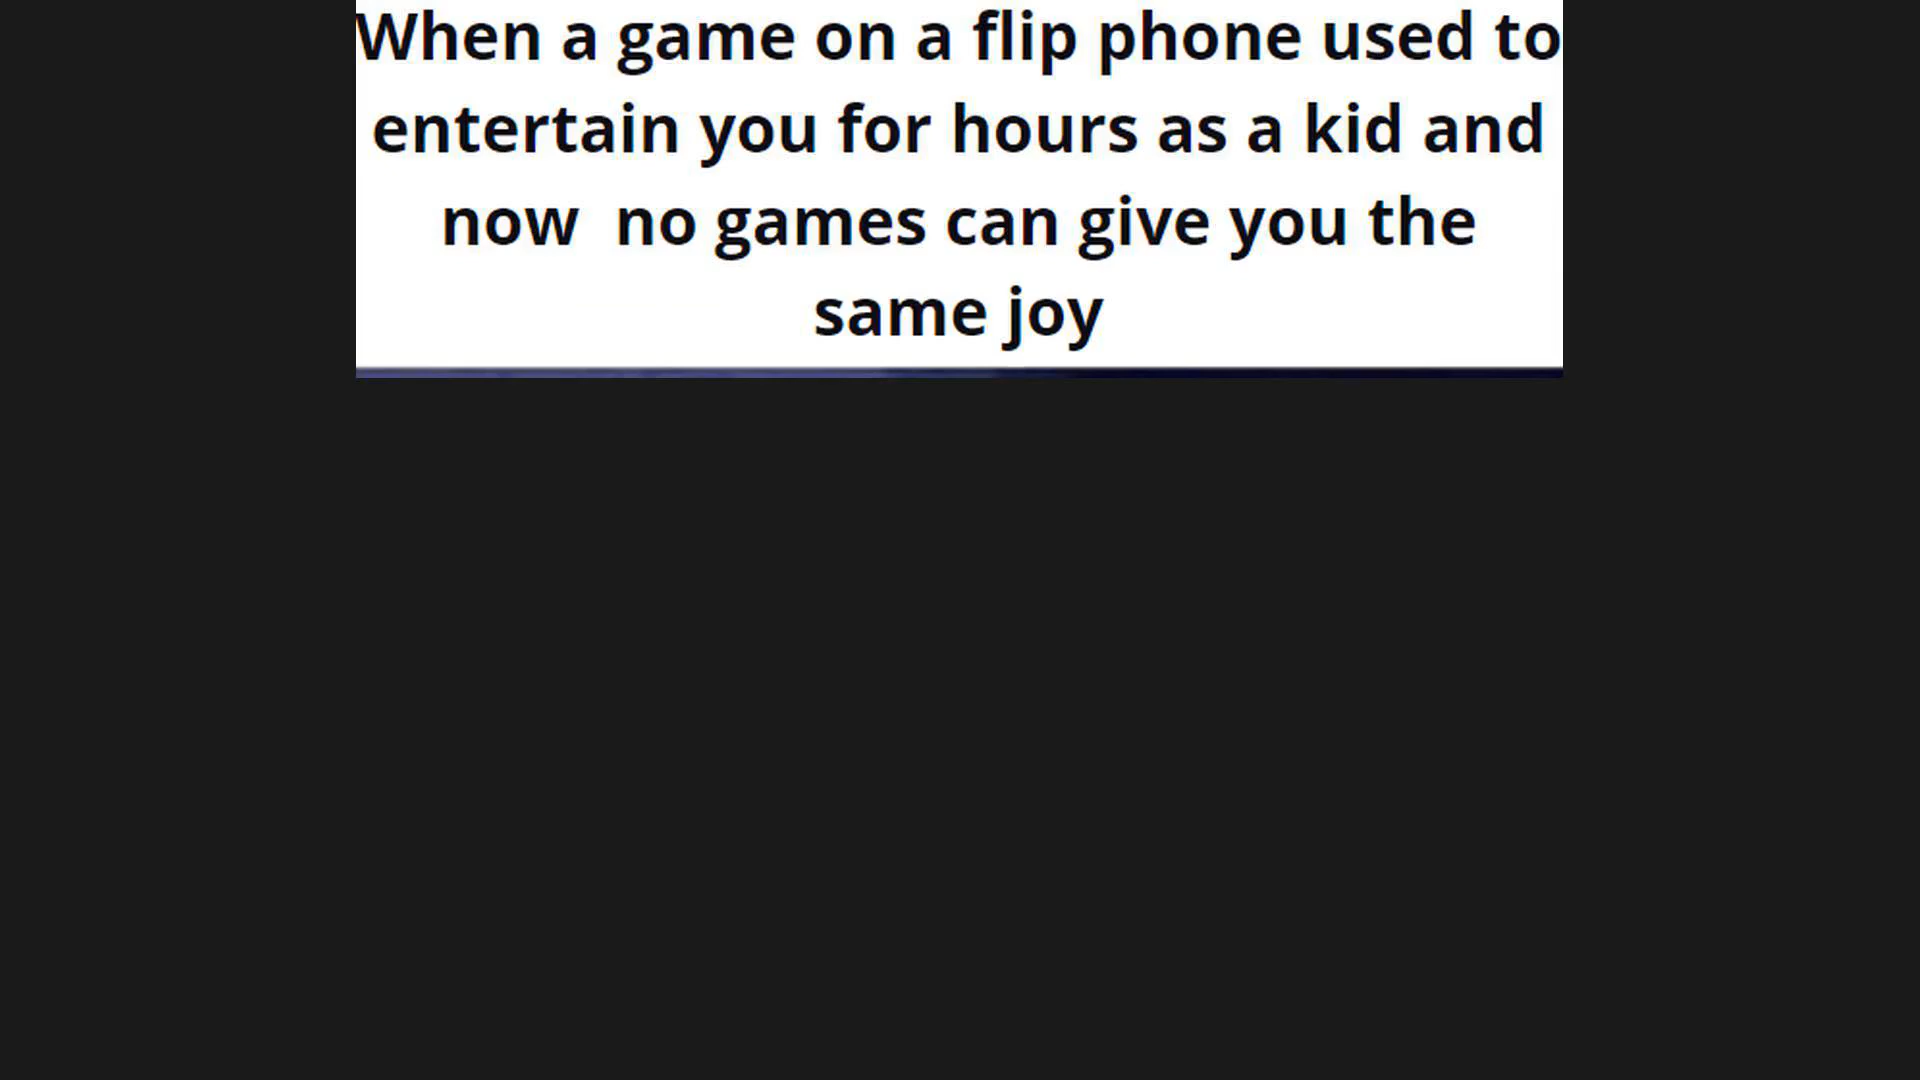 When a game on a flip phone used to
entertain you for hours as a kid and
now  no games can give you the
same joy